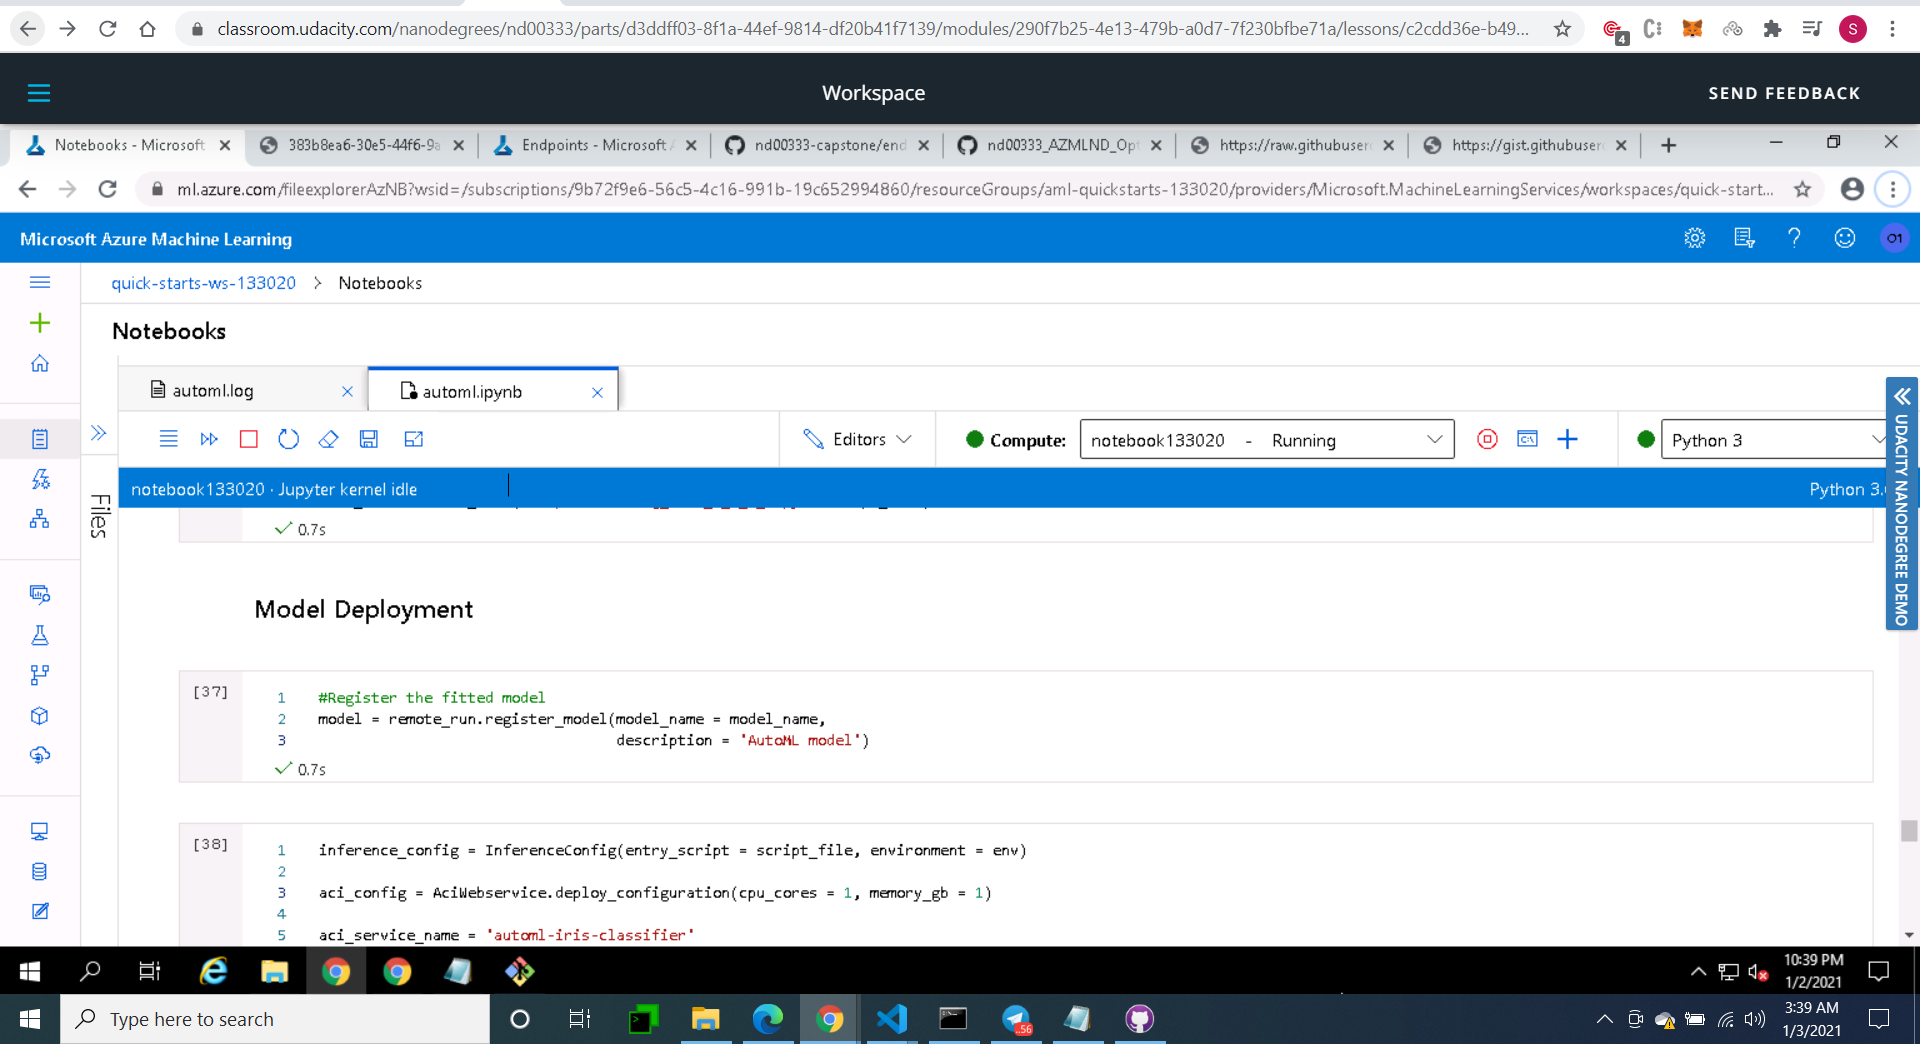 classroom.udacity.com/nanodegrees/nd00333/parts/d3ddff03-8f1a-44ef-9814-df20b41f7139/modules/290f7b25-4e13-479b-a0d7-7f230bfbe71a/lessons/c2cdd36e-b49...
4
S
Workspace
SEND FEEDBACK
Notebooks - Microsoft
383b8ea6-30e5-44f6-9a
Endpoints - Microsoft A
nd00333-capstone/end
nd00333_AZMLND_Opt
https://raw.githubuser
https://gist.githubuser
ml.azure.com/fileexplorerAzNB?wsid=/subscriptions/9b72f9e6-56c5-4c16-991b-19c652994860/resourceGroups/aml-quickstarts-133020/providers/Microsoft.MachineLearningServices/workspaces/quick-start...
Microsoft Azure Machine Learning
O1
quick-starts-ws-133020 > Notebooks
Notebooks
automl.log
automl.ipynb
Editors
Compute:
notebook133020 - Running
Python 3
notebook133020 · Jupyter kernel idle
Python 3.
Files
UDACITY NANODEGREE DEMO
0.7s
Model Deployment
[37]
1 #Register the fitted model
2 model = remote_run.register_model(model_name = model_name,
3 description = 'AutoML model')
0.7s
[38]
1 inference_config = InferenceConfig(entry_script = script_file, environment = env)
2
3 aci_config = AciWebservice.deploy_configuration(cpu_cores = 1, memory_gb = 1)
4
5 aci_service_name = 'automl-iris-classifier'
10:39 PM
1/2/2021
Type here to search
56
3:39 AM
1/3/2021